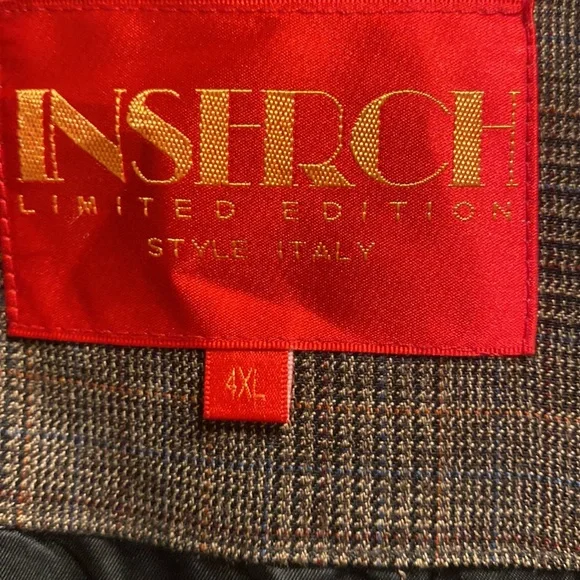 INSERCH
LIMITED EDITION
STYLE ITALY
4XL